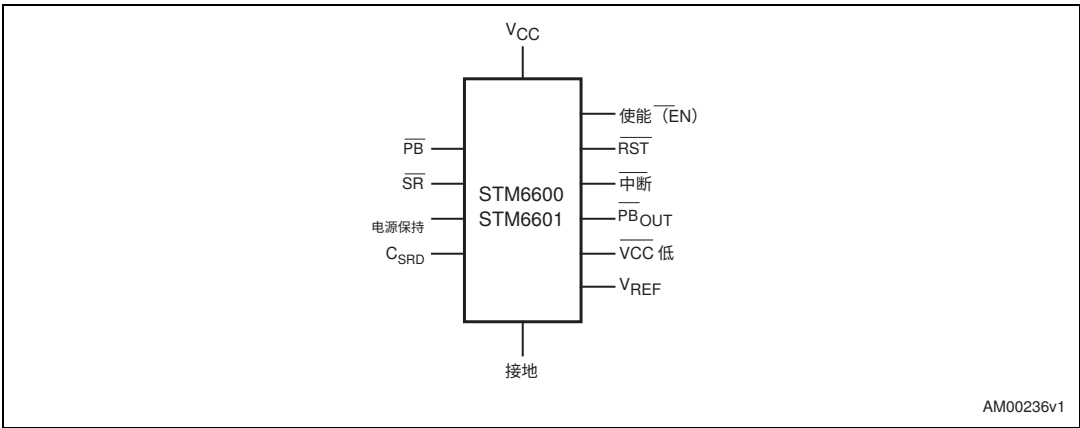 VCC
使能（EN）
PB
RST
SR
中断
STM6600
STM6601
电源保持
PBOUT
CSRD
VCC 低
VREF
接地
AM00236v1